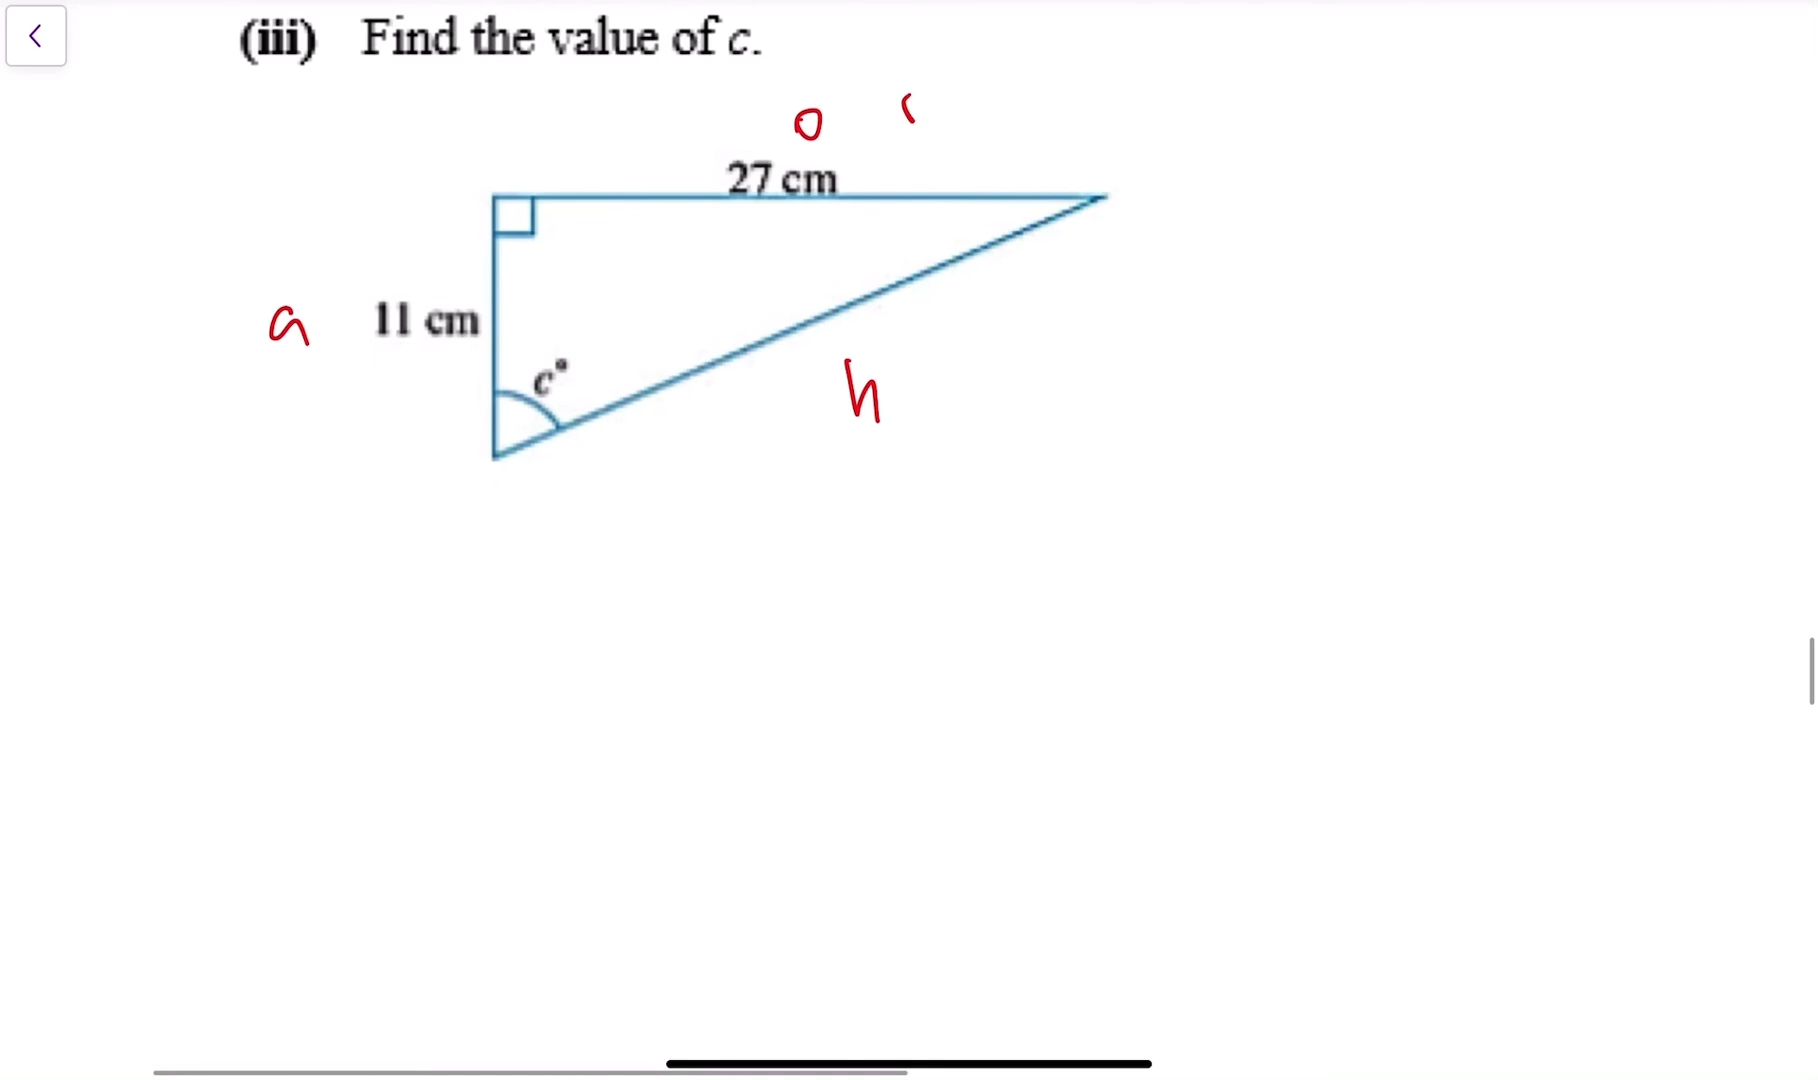 (iii) Find the value of c.
o
27 cm
a 11 cm
c°
h